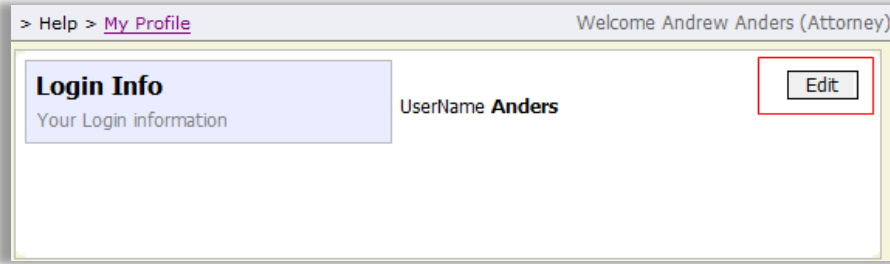 > Help > My Profile
Welcome Andrew Anders (Attorney)
Login Info
Your Login information
UserName Anders
Edit